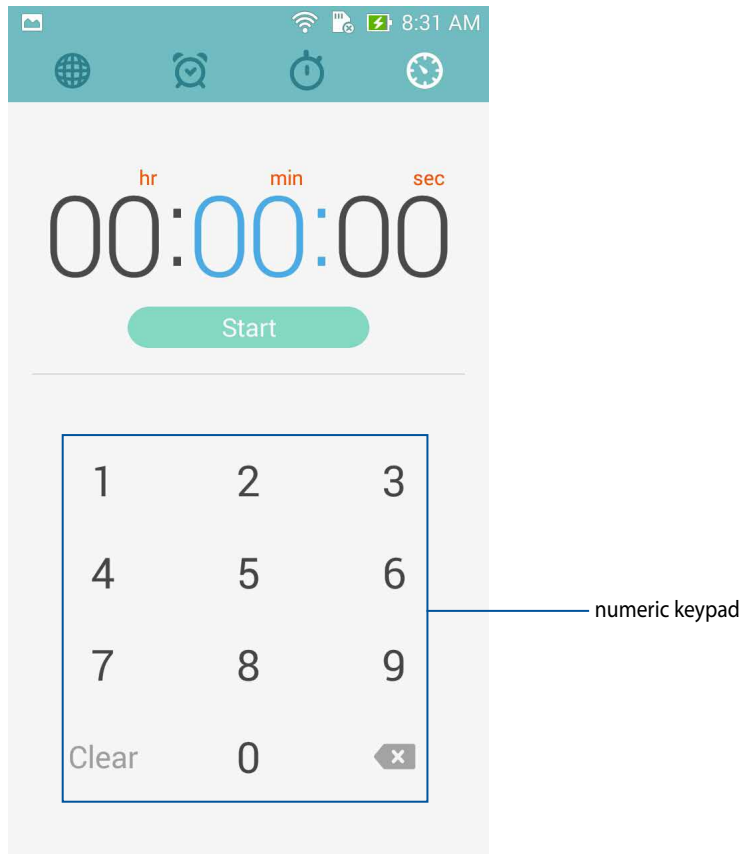 8:31 AM
hr min sec
00:00:00
Start
1 2 3
4 5 6
numeric keypad
7 8 9
Clear 0